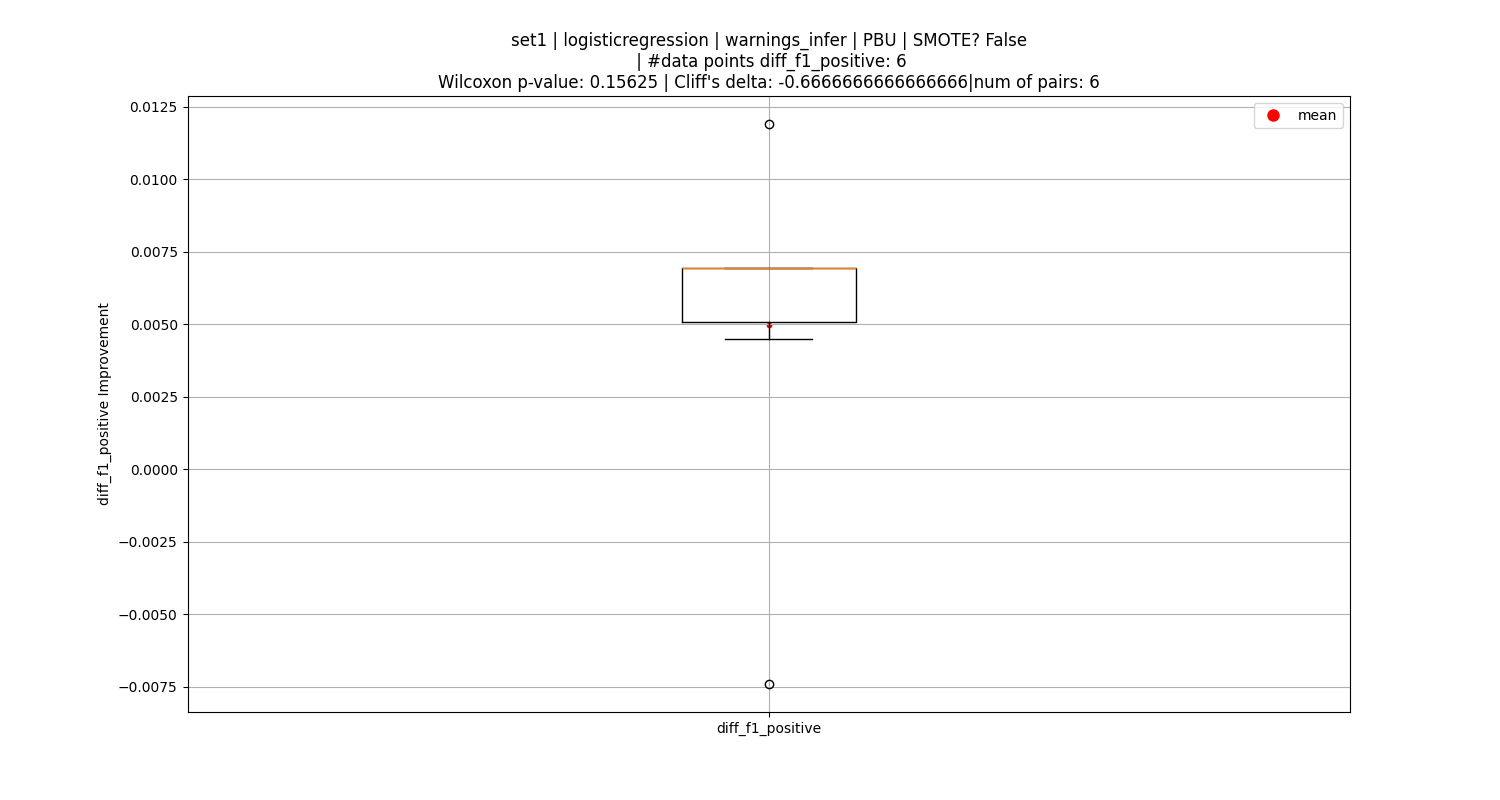 set1 | logisticregression | warnings_infer | PBU | SMOTE? False
| #data points diff_f1_positive: 6
Wilcoxon p-value: 0.15625 | Cliff's delta: -0.6666666666666666|num of pairs: 6
mean
0.0125
0.0100
0.0075
0.0050
0.0025
0.0000
−0.0025
−0.0050
−0.0075
diff_f1_positive Improvement
diff_f1_positive